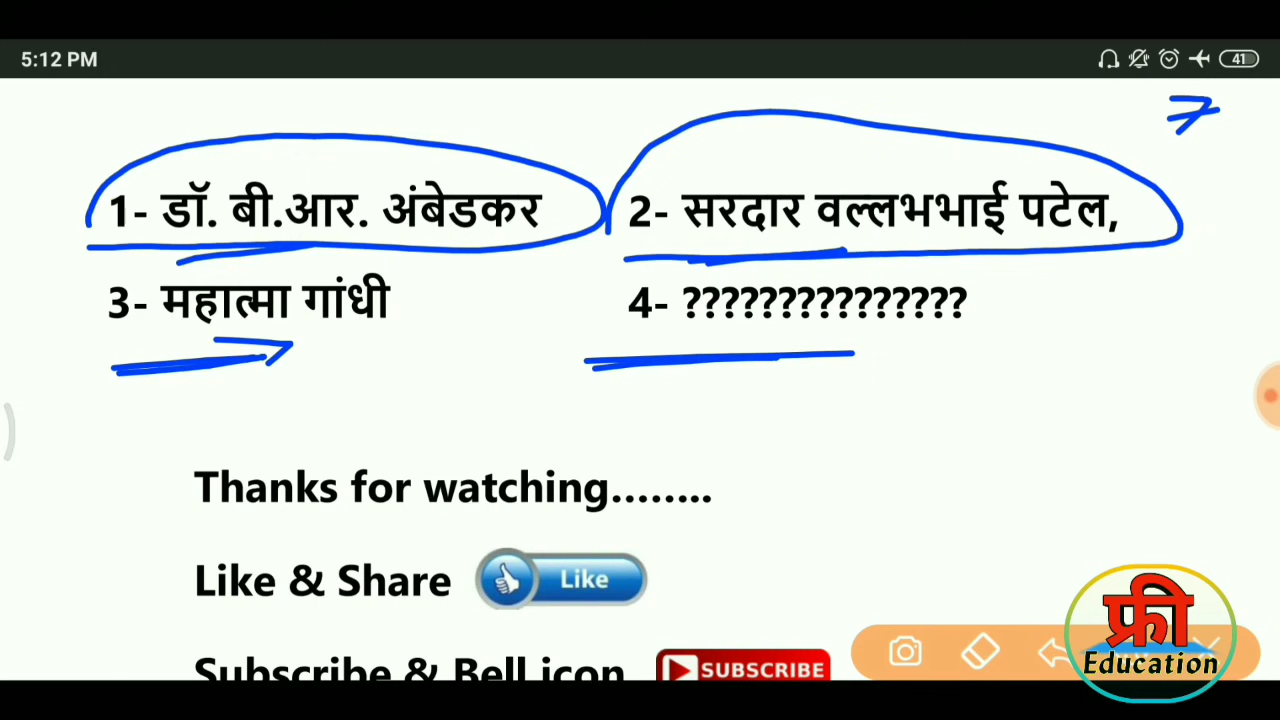 5:12 PM 41
1- डॉ. बी.आर. अंबेडकर 2- सरदार वल्लभभाई पटेल,
3- महात्मा गांधी 4- ???????????????
Thanks for watching........
Like & Share Like
Subscribe & Bell icon SUBSCRIBE
फ्री
Education